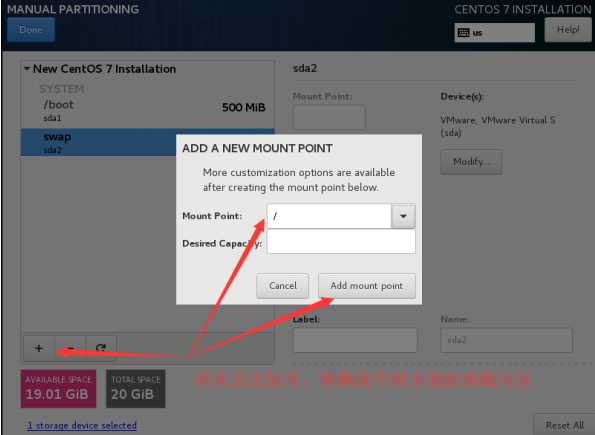 MANUAL PARTITIONING
CENTOS 7 INSTALLATION
Done
us
Help!
New CentOS 7 Installation
SYSTEM
/boot
500 MiB
sda1
swap
sda2
sda2
Mount Point:
Device(s):
VMware, VMware Virtual S
(sda)
Modify...
ADD A NEW MOUNT POINT
More customization options are available
after creating the mount point below.
Mount Point:
/
Desired Capacity:
Cancel
Add mount point
Label:
Name:
sda2
+
-
AVAILABLE SPACE
19.01 GiB
TOTAL SPACE
20 GiB
1 storage device selected
Reset All